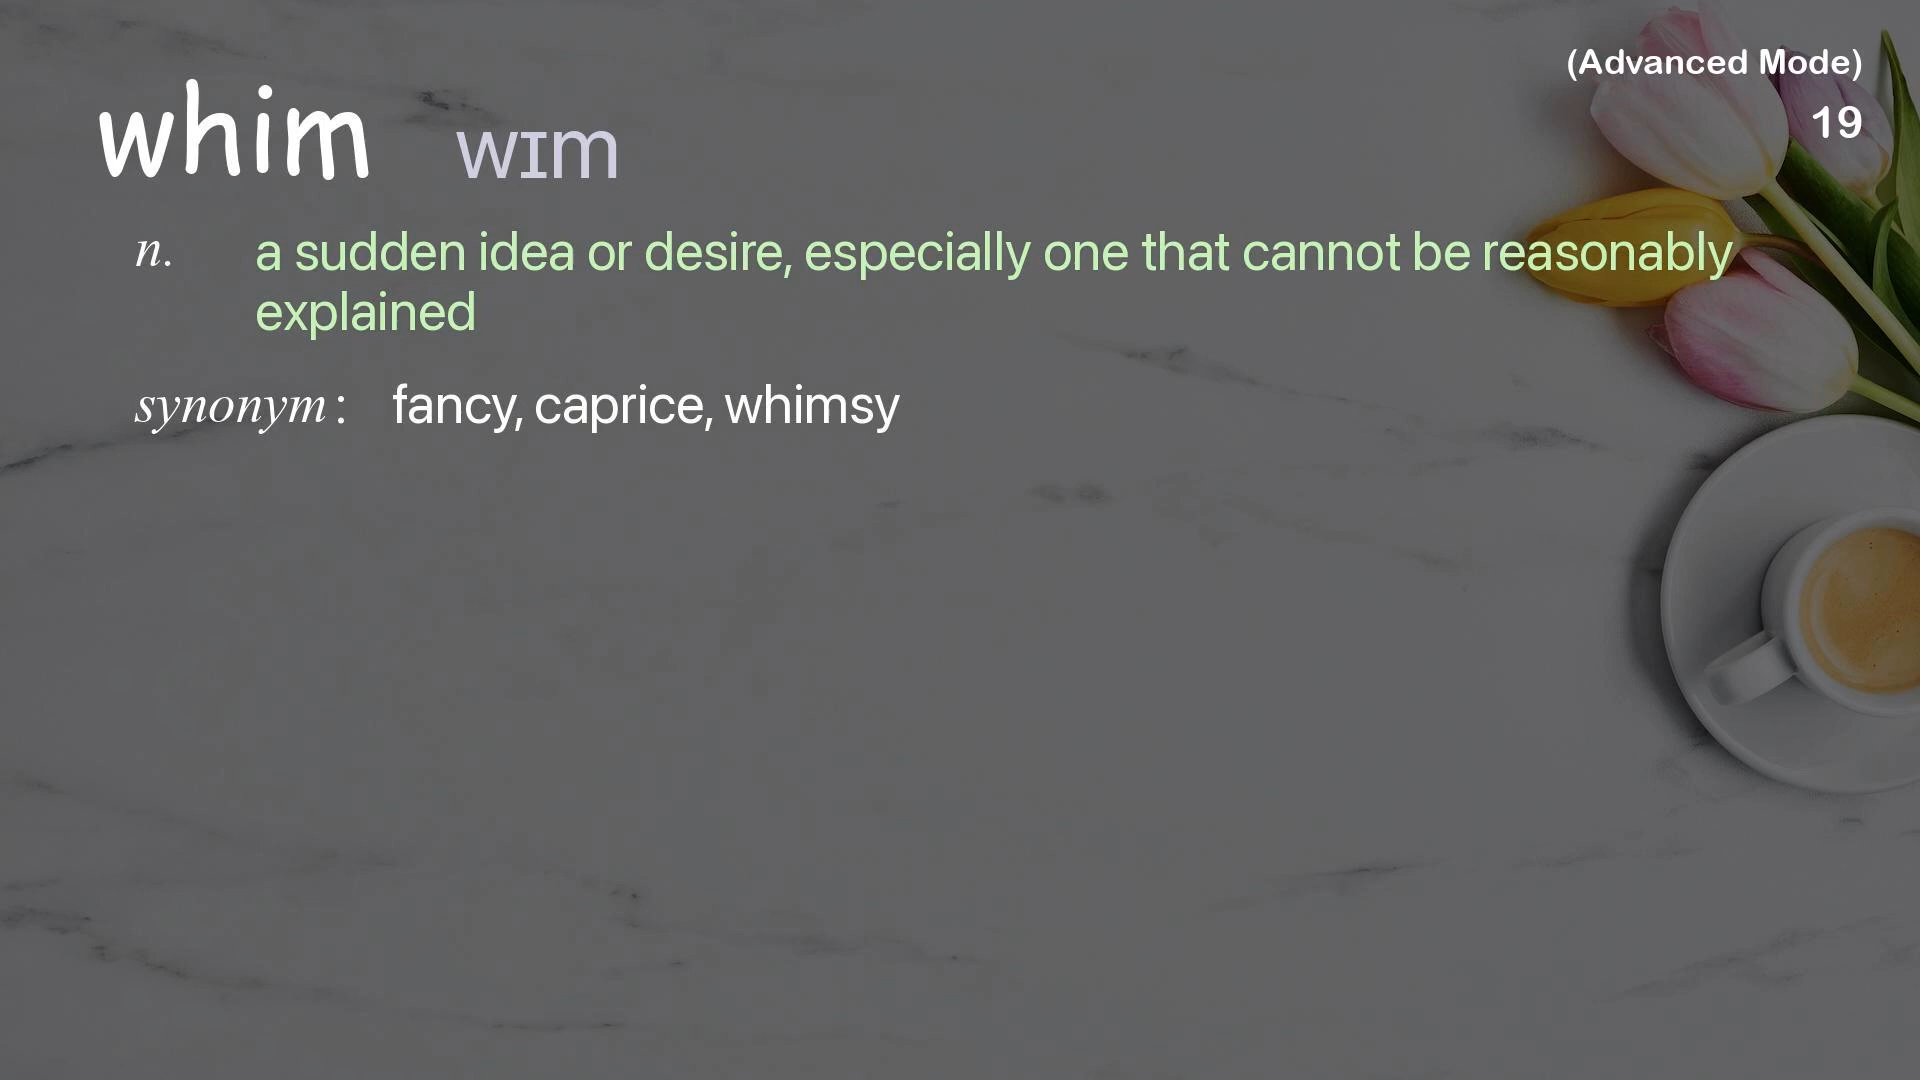 (Advanced Mode)
19
whim wɪm
n. a sudden idea or desire, especially one that cannot be reasonably
explained
synonym: fancy, caprice, whimsy